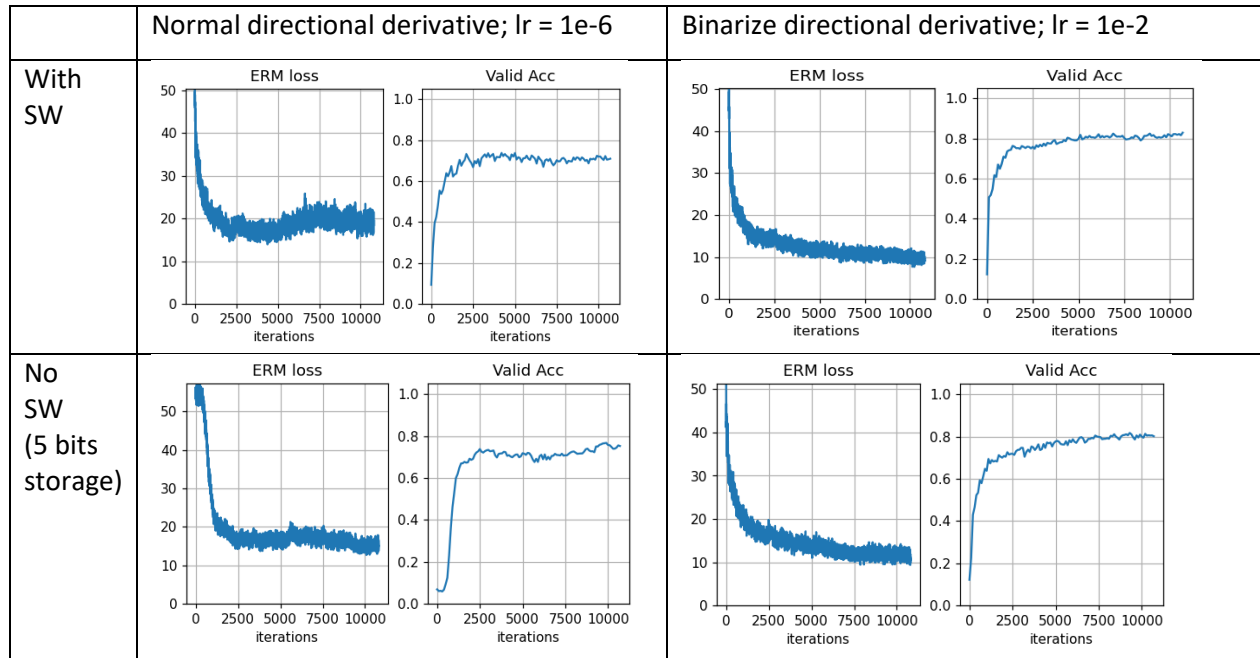 Normal directional derivative; lr = 1e-6
Binarize directional derivative; lr = 1e-2
With
SW
ERM loss
50
40
30
20
10
0
0 2500 5000 7500 10000
iterations
Valid Acc
1.0
0.8
0.6
0.4
0.2
0.0
0 2500 5000 7500 10000
iterations
ERM loss
50
40
30
20
10
0
0 2500 5000 7500 10000
iterations
Valid Acc
1.0
0.8
0.6
0.4
0.2
0.0
0 2500 5000 7500 10000
iterations
No
SW
(5 bits
storage)
ERM loss
50
40
30
20
10
0
0 2500 5000 7500 10000
iterations
Valid Acc
1.0
0.8
0.6
0.4
0.2
0.0
0 2500 5000 7500 10000
iterations
ERM loss
50
40
30
20
10
0
0 2500 5000 7500 10000
iterations
Valid Acc
1.0
0.8
0.6
0.4
0.2
0.0
0 2500 5000 7500 10000
iterations